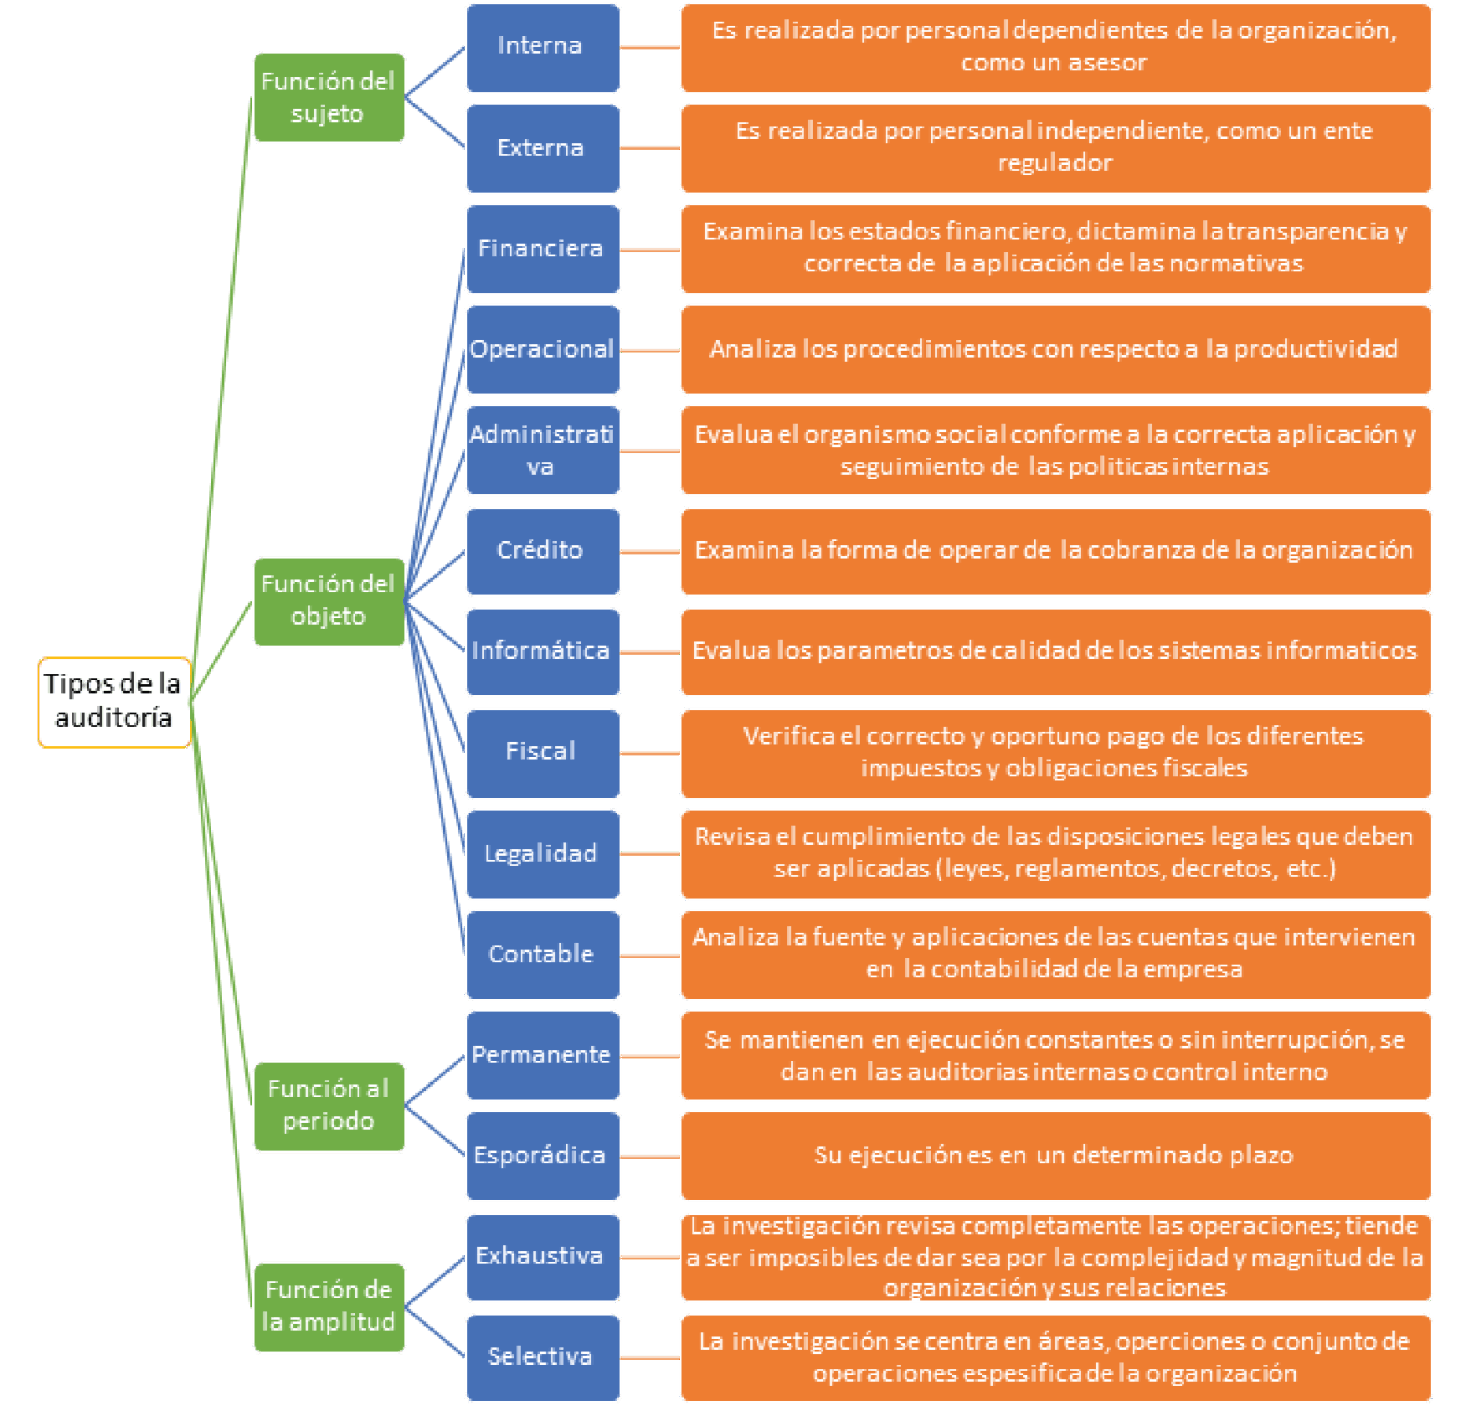 Tipos de la
auditoría
Función del
sujeto
Interna
Es realizada por personal dependientes de la organización,
como un asesor
Externa
Es realizada por personal independiente, como un ente
regulador
Función del
objeto
Financiera
Examina los estados financiero, dictamina la transparencia y
correcta de la aplicación de las normativas
Operacional
Analiza los procedimientos con respecto a la productividad
Administrati
va
Evalua el organismo social conforme a la correcta aplicación y
seguimiento de las politicas internas
Crédito
Examina la forma de operar de la cobranza de la organización
Informática
Evalua los parametros de calidad de los sistemas informaticos
Fiscal
Verifica el correcto y oportuno pago de los diferentes
impuestos y obligaciones fiscales
Legalidad
Revisa el cumplimiento de las disposiciones legales que deben
ser aplicadas (leyes, reglamentos, decretos, etc.)
Contable
Analiza la fuente y aplicaciones de las cuentas que intervienen
en la contabilidad de la empresa
Función al
periodo
Permanente
Se mantienen en ejecución constantes o sin interrupción, se
dan en las auditorias internas o control interno
Esporádica
Su ejecución es en un determinado plazo
Función de
la amplitud
Exhaustiva
La investigación revisa completamente las operaciones; tiende
a ser imposibles de dar sea por la complejidad y magnitud de la
organización y sus relaciones
Selectiva
La investigación se centra en áreas, operciones o conjunto de
operaciones espesifica de la organización